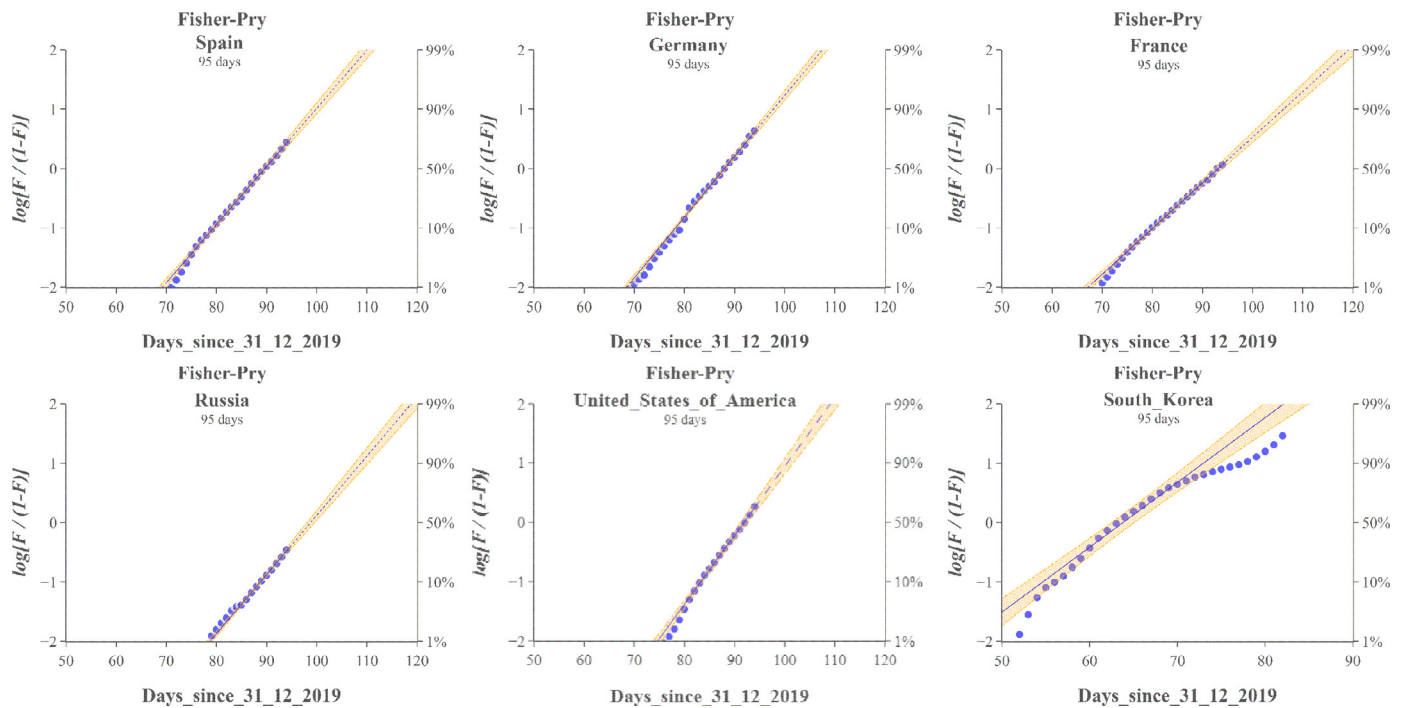 Fisher-Pry
Spain
95 days
2
1
0
−1
−2
log[F / (1-F)]
99%
90%
50%
10%
1%
50 60 70 80 90 100 110 120
Days_since_31_12_2019
Fisher-Pry
Germany
95 days
2
1
0
−1
−2
log[F / (1-F)]
99%
90%
50%
10%
1%
50 60 70 80 90 100 110 120
Days_since_31_12_2019
Fisher-Pry
France
95 days
2
1
0
−1
−2
log[F / (1-F)]
99%
90%
50%
10%
1%
50 60 70 80 90 100 110 120
Days_since_31_12_2019
Fisher-Pry
Russia
95 days
2
1
0
−1
−2
log[F / (1-F)]
99%
90%
50%
10%
1%
50 60 70 80 90 100 110 120
Days_since_31_12_2019
Fisher-Pry
United_States_of_America
95 days
2
1
0
−1
−2
log[F / (1-F)]
99%
90%
50%
10%
1%
50 60 70 80 90 100 110 120
Days_since_31_12_2019
Fisher-Pry
South_Korea
95 days
2
1
0
−1
−2
log[F / (1-F)]
99%
90%
50%
10%
1%
50 60 70 80 90
Days_since_31_12_2019